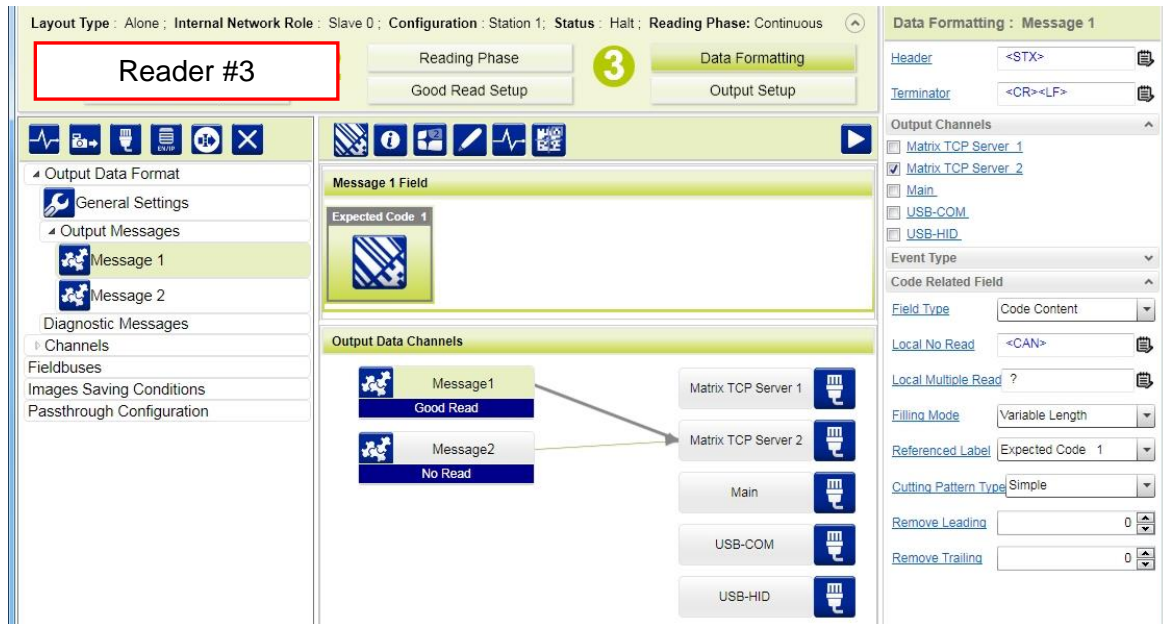 Layout Type : Alone ; Internal Network Role : Slave 0 ; Configuration : Station 1; Status : Halt ; Reading Phase: Continuous
Reader #3
Reading Phase
3
Data Formatting
Good Read Setup
Output Setup
EN/IP
Output Data Format
General Settings
Output Messages
Message 1
Message 2
Diagnostic Messages
Channels
Fieldbuses
Images Saving Conditions
Passthrough Configuration
Message 1 Field
Expected Code 1
Output Data Channels
Message1
Good Read
Message2
No Read
Matrix TCP Server 1
Matrix TCP Server 2
Main
USB-COM
USB-HID
Data Formatting : Message 1
Header <STX>
Terminator <CR><LF>
Output Channels
Matrix TCP Server 1
Matrix TCP Server 2
Main
USB-COM
USB-HID
Event Type
Code Related Field
Field Type Code Content
Local No Read <CAN>
Local Multiple Read ?
Filling Mode Variable Length
Referenced Label Expected Code 1
Cutting Pattern Type Simple
Remove Leading 0
Remove Trailing 0